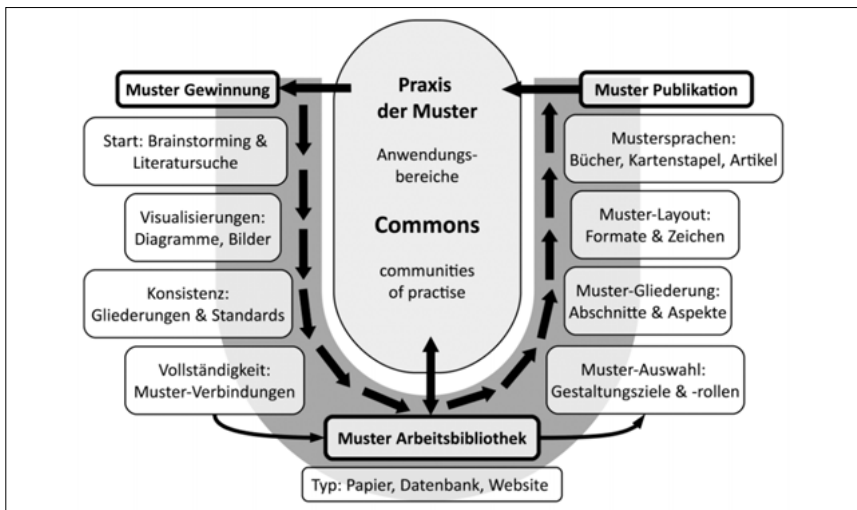 Muster Gewinnung
Start: Brainstorming &
Literatursuche
Visualisierungen:
Diagramme, Bilder
Konsistenz:
Gliederungen & Standards
Vollständigkeit:
Muster-Verbindungen
Praxis
der Muster
Anwendungs-
bereiche
Commons
communities
of practise
Muster Arbeitsbibliothek
Typ: Papier, Datenbank, Website
Muster Publikation
Mustersprachen:
Bücher, Kartenstapel, Artikel
Muster-Layout:
Formate & Zeichen
Muster-Gliederung:
Abschnitte & Aspekte
Muster-Auswahl:
Gestaltungsziele & -rollen